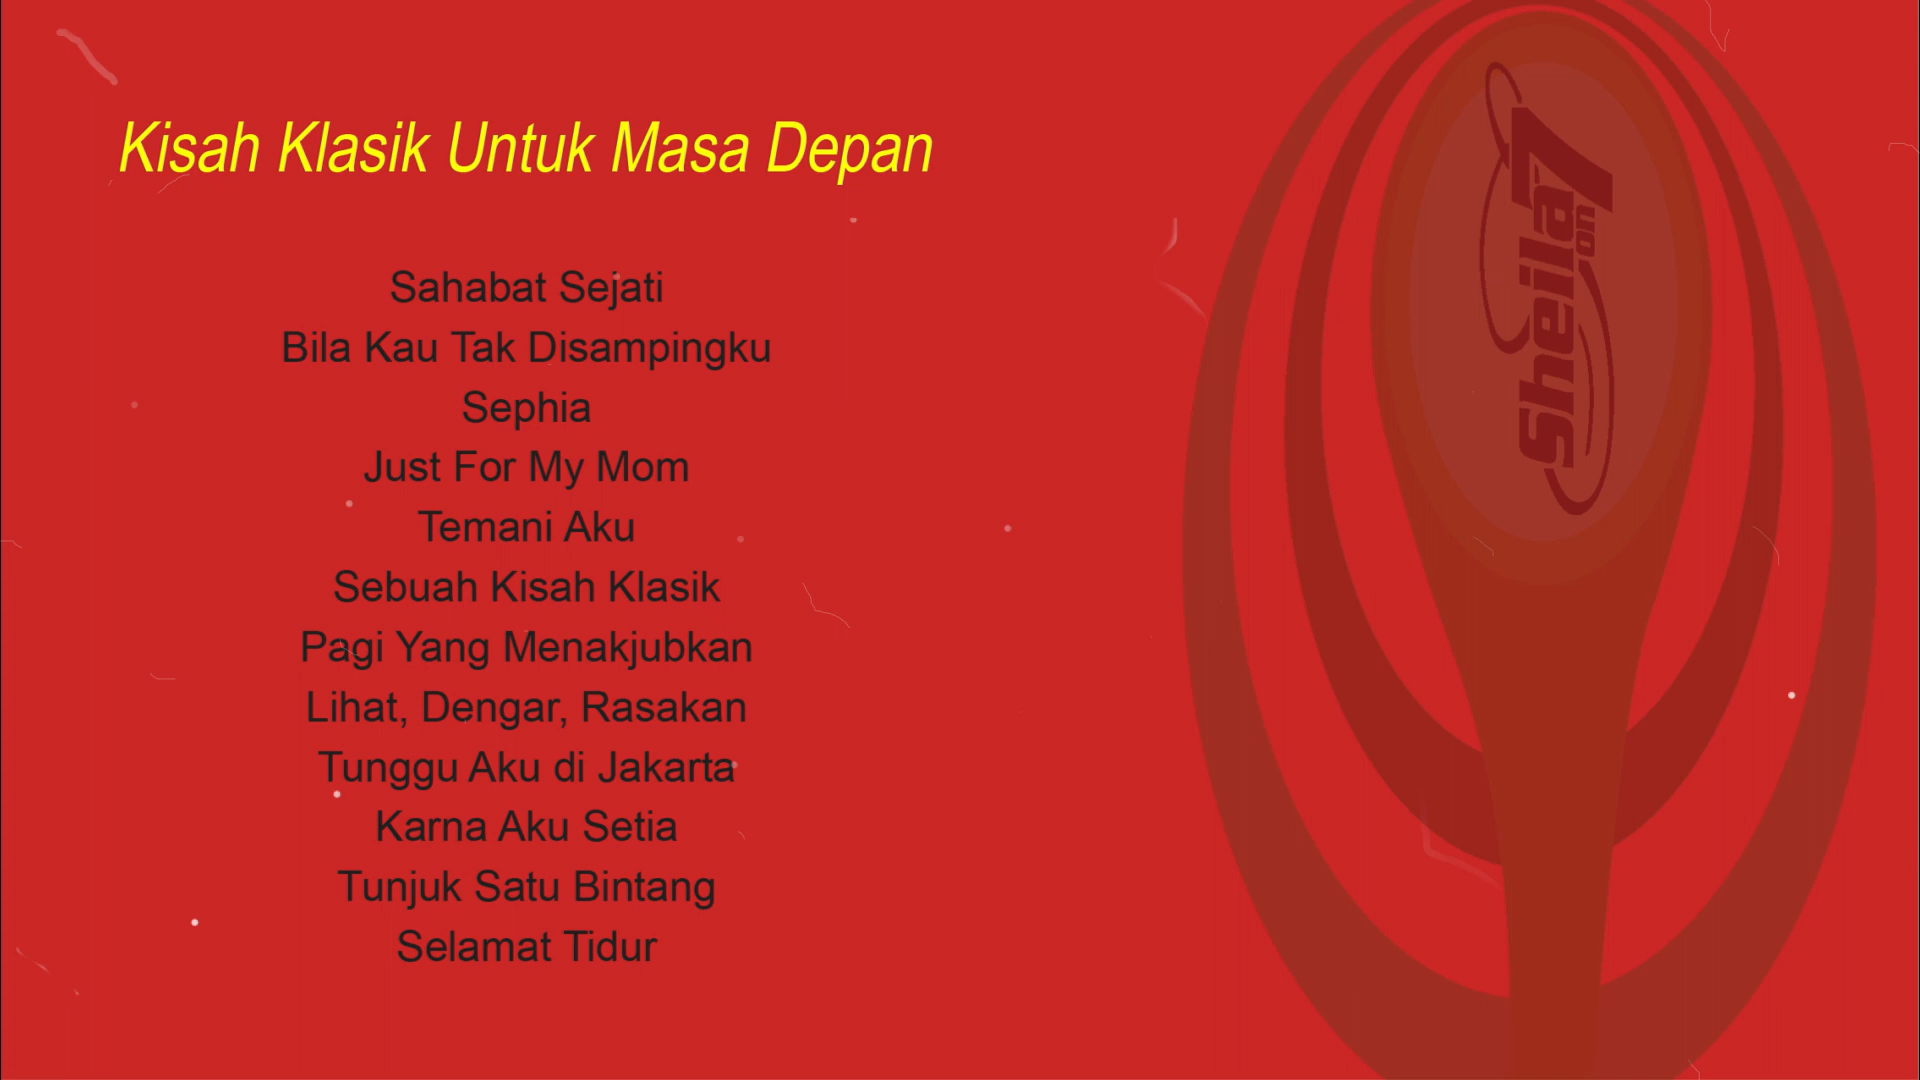 Kisah Klasik Untuk Masa Depan
Sahabat Sejati
Bila Kau Tak Disampingku
Sephia
Just For My Mom
Temani Aku
Sebuah Kisah Klasik
Pagi Yang Menakjubkan
Lihat, Dengar, Rasakan
Tunggu Aku di Jakarta
Karna Aku Setia
Tunjuk Satu Bintang
Selamat Tidur
Sheila on 7